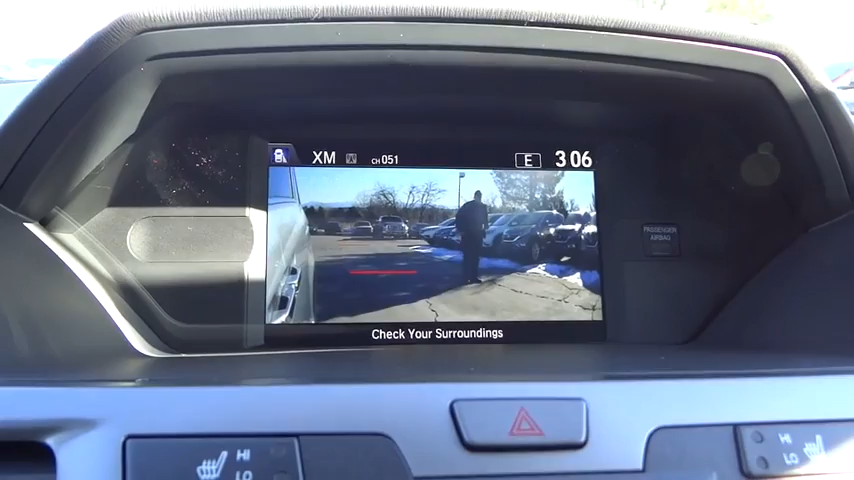 XM CH 051 E 3:06
PASSENGER
AIRBAG
Check Your Surroundings
HI
LO
HI
LO